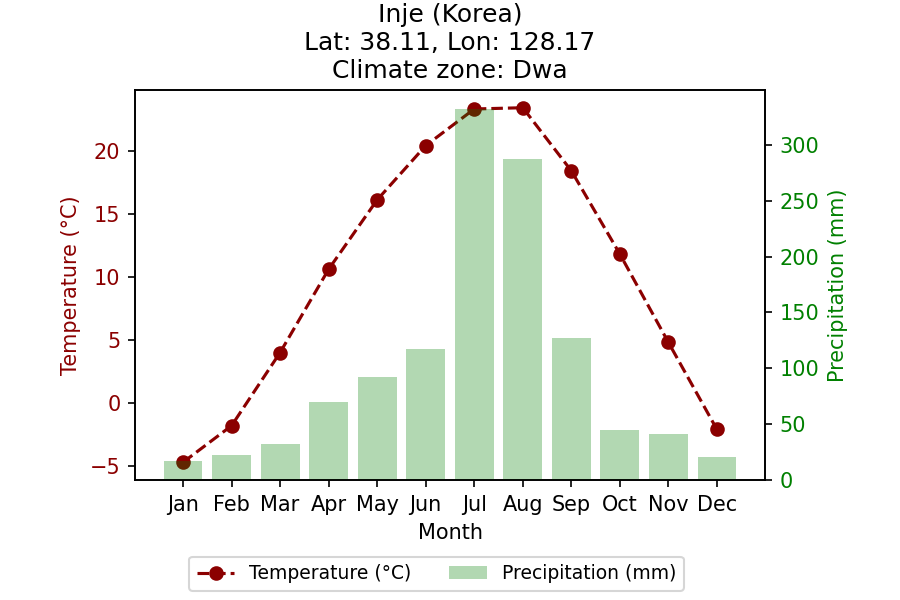 Inje (Korea)
Lat: 38.11, Lon: 128.17
Climate zone: Dwa
Temperature (°C)
20
15
10
5
0
−5
300
250
200
150
100
50
0
Precipitation (mm)
Jan Feb Mar Apr May Jun Jul Aug Sep Oct Nov Dec
Month
Temperature (°C) Precipitation (mm)